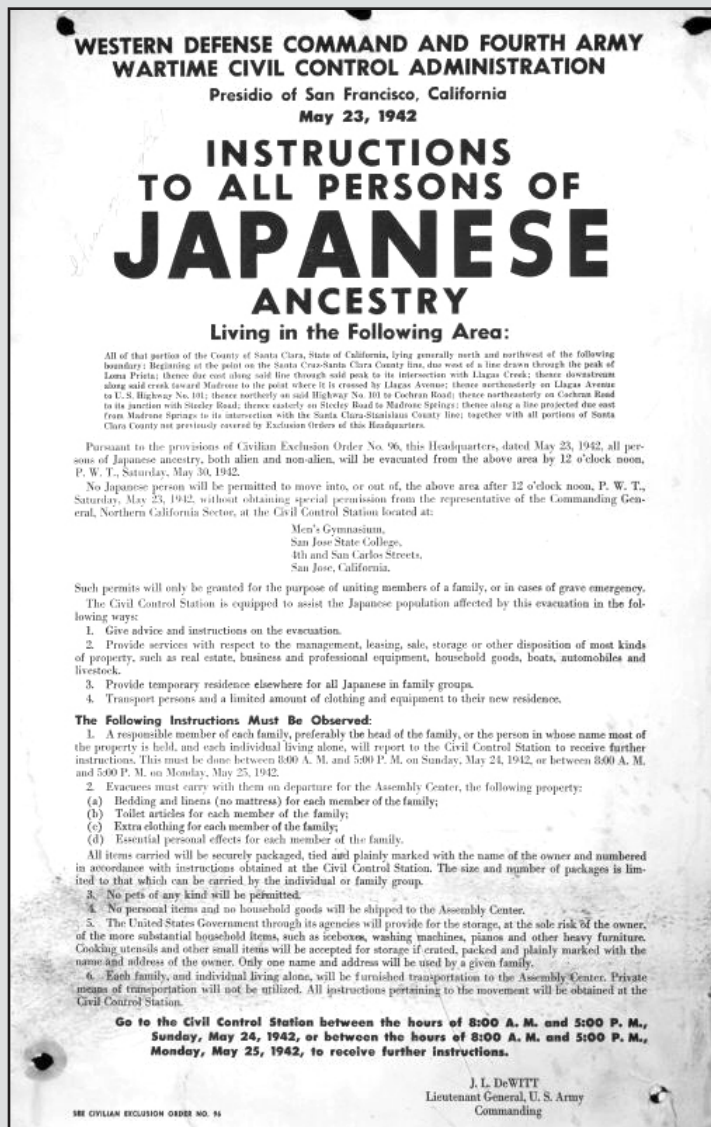 WESTERN DEFENSE COMMAND AND FOURTH ARMY
WARTIME CIVIL CONTROL ADMINISTRATION
Presidio of San Francisco, California
May 23, 1942
INSTRUCTIONS
TO ALL PERSONS OF
JAPANESE
ANCESTRY
Living in the Following Area:
All of that portion of the County of Santa Clara, State of California, lying generally north and northwest of the following
boundary: Beginning at the point on the Santa Cruz-Santa Clara County line, due west of a line drawn through the peak of
Loma Prieta; thence due east along said line through said peak to its intersection with Llagas Creek; thence downstream
along said creek toward Madrone to the point where it is crossed by Llagas Avenue; thence northeasterly on Llagas Avenue
to U. S. Highway No. 101; thence northerly on said Highway No. 101 to Cochran Road; thence northeasterly on Cochran Road
to its junction with Steeley Road; thence easterly on Steeley Road to Madrone Springs; thence along a line projected due east
from Madrone Springs to its intersection with the Santa Clara-Stanislaus County line; together with all portions of Santa
Clara County not previously covered by Exclusion Orders of this Headquarters.
Pursuant to the provisions of Civilian Exclusion Order No. 96, this Headquarters, dated May 23, 1942, all per-
sons of Japanese ancestry, both alien and non-alien, will be evacuated from the above area by 12 o'clock noon,
P. W. T., Saturday, May 30, 1942.
No Japanese person will be permitted to move into, or out of, the above area after 12 o'clock noon, P. W. T.,
Saturday, May 23, 1942, without obtaining special permission from the representative of the Commanding Gen-
eral, Northern California Sector, at the Civil Control Station located at:
Men's Gymnasium,
San Jose State College,
4th and San Carlos Streets,
San Jose, California.
Such permits will only be granted for the purpose of uniting members of a family, or in cases of grave emergency.
The Civil Control Station is equipped to assist the Japanese population affected by this evacuation in the fol-
lowing ways:
1. Give advice and instructions on the evacuation.
2. Provide services with respect to the management, leasing, sale, storage or other disposition of most kinds
of property, such as real estate, business and professional equipment, household goods, boats, automobiles and
livestock.
3. Provide temporary residence elsewhere for all Japanese in family groups.
4. Transport persons and a limited amount of clothing and equipment to their new residence.
The Following Instructions Must Be Observed:
1. A responsible member of each family, preferably the head of the family, or the person in whose name most of
the property is held, and each individual living alone, will report to the Civil Control Station to receive further
instructions. This must be done between 8:00 A. M. and 5:00 P. M. on Sunday, May 24, 1942, or between 8:00 A. M.
and 5:00 P. M. on Monday, May 25, 1942.
2. Evacuees must carry with them on departure for the Assembly Center, the following property:
(a) Bedding and linens (no mattress) for each member of the family;
(b) Toilet articles for each member of the family;
(c) Extra clothing for each member of the family;
(d) Essential personal effects for each member of the family.
All items carried will be securely packaged, tied and plainly marked with the name of the owner and numbered
in accordance with instructions obtained at the Civil Control Station. The size and number of packages is lim-
ited to that which can be carried by the individual or family group.
3. No pets of any kind will be permitted.
4. No personal items and no household goods will be shipped to the Assembly Center.
5. The United States Government through its agencies will provide for the storage, at the sole risk of the owner,
of the more substantial household items, such as iceboxes, washing machines, pianos and other heavy furniture.
Cooking utensils and other small items will be accepted for storage if crated, packed and plainly marked with the
name and address of the owner. Only one name and address will be used by a given family.
6. Each family, and individual living alone, will be furnished transportation to the Assembly Center. Private
means of transportation will not be utilized. All instructions pertaining to the movement will be obtained at the
Civil Control Station.
Go to the Civil Control Station between the hours of 8:00 A. M. and 5:00 P. M.,
Sunday, May 24, 1942, or between the hours of 8:00 A. M. and 5:00 P. M.,
Monday, May 25, 1942, to receive further instructions.
J. L. DeWITT
Lieutenant General, U. S. Army
Commanding
SEE CIVILIAN EXCLUSION ORDER NO. 96